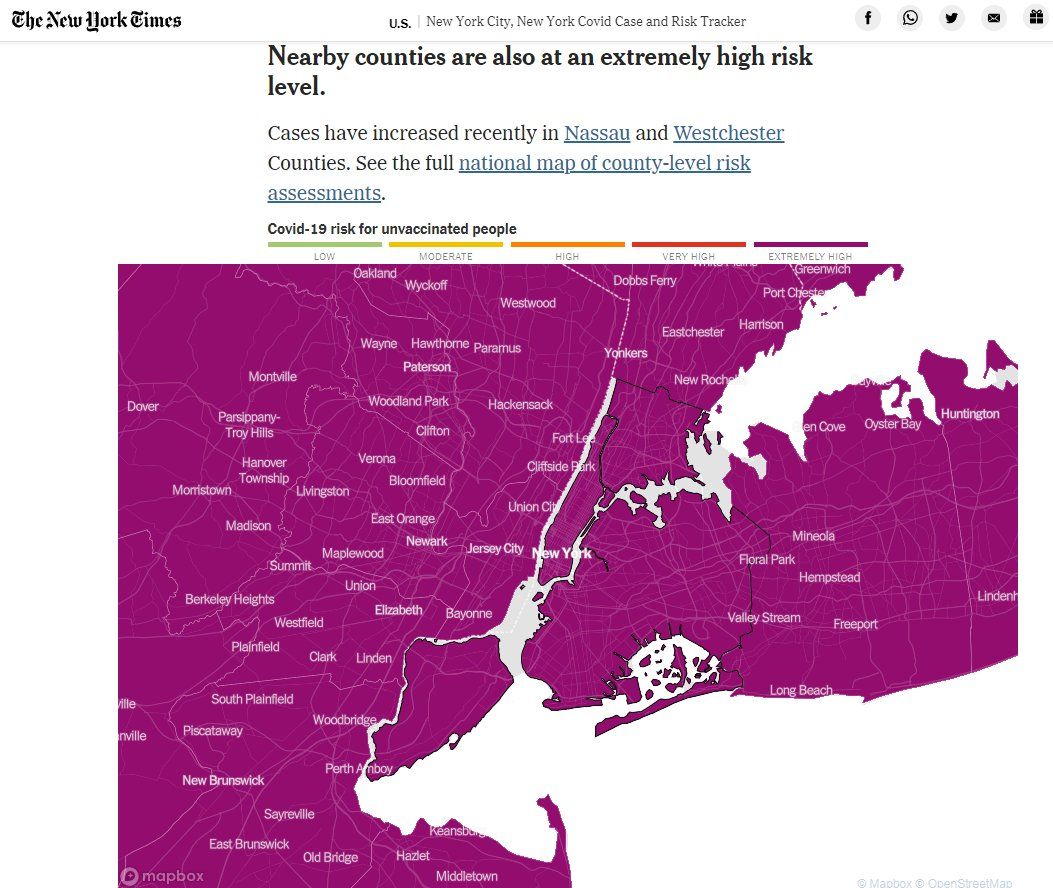 The New York Times
U.S. | New York City, New York Covid Case and Risk Tracker
Nearby counties are also at an extremely high risk
level.
Cases have increased recently in Nassau and Westchester
Counties. See the full national map of county-level risk
assessments.
Covid-19 risk for unvaccinated people
LOW MODERATE HIGH VERY HIGH EXTREMELY HIGH
White Plains
Oakland
Greenwich
Wyckoff
Dobbs Ferry
Port Chester
Westwood
Eastchester
Harrison
Wayne
Hawthorne
Paramus
Yonkers
Paterson
Montville
New Rochel
Dover
Woodland Park
Hackensack
Huntington
Parsippany-
Troy Hills
Clifton
Fort Lee
en Cove
Oyster Bay
Verona
Cliffside Park
Hanover
Township
Bloomfield
Morristown
Livingston
Union City
East Orange
Madison
Newark
Jersey City
New York
Mineola
Maplewood
Floral Park
Summit
Hempstead
Union
Berkeley Heights
Elizabeth
Bayonne
Lindenh
Westfield
Valley Stream
Freeport
Plainfield
Clark
Linden
South Plainfield
Long Beach
ville
Woodbridge
Piscataway
anville
Perth Amboy
New Brunswick
Sayreville
Keansburg
East Brunswick
Old Bridge
Hazlet
Middletown
mapbox
© Mapbox © OpenStreetMap